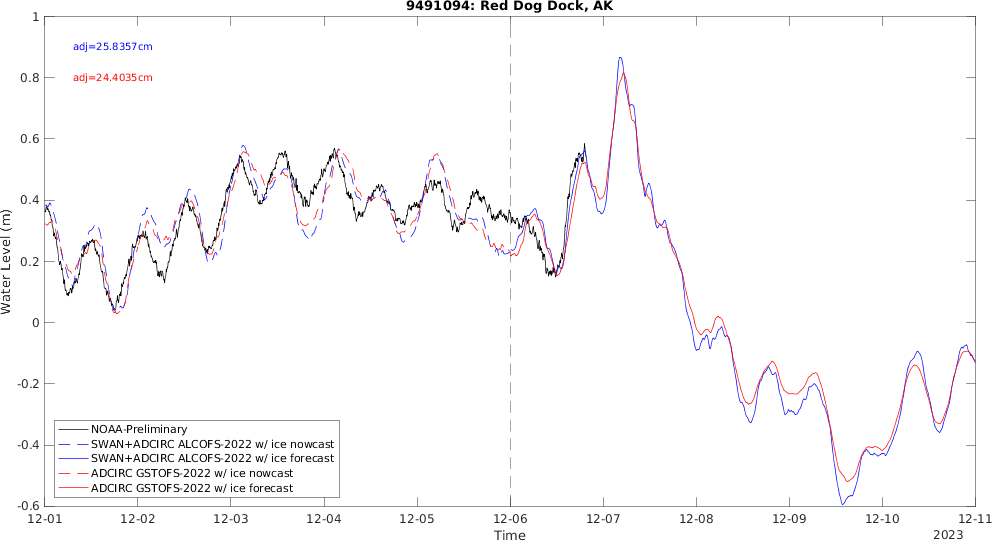 9491094: Red Dog Dock, AK
adj=25.8357cm
adj=24.4035cm
Water Level (m)
1
0.8
0.6
0.4
0.2
0
-0.2
-0.4
-0.6
NOAA-Preliminary
SWAN+ADCIRC ALCOFS-2022 w/ ice nowcast
SWAN+ADCIRC ALCOFS-2022 w/ ice forecast
ADCIRC GSTOFS-2022 w/ ice nowcast
ADCIRC GSTOFS-2022 w/ ice forecast
12-01 12-02 12-03 12-04 12-05 12-06 12-07 12-08 12-09 12-10 12-11
Time
2023